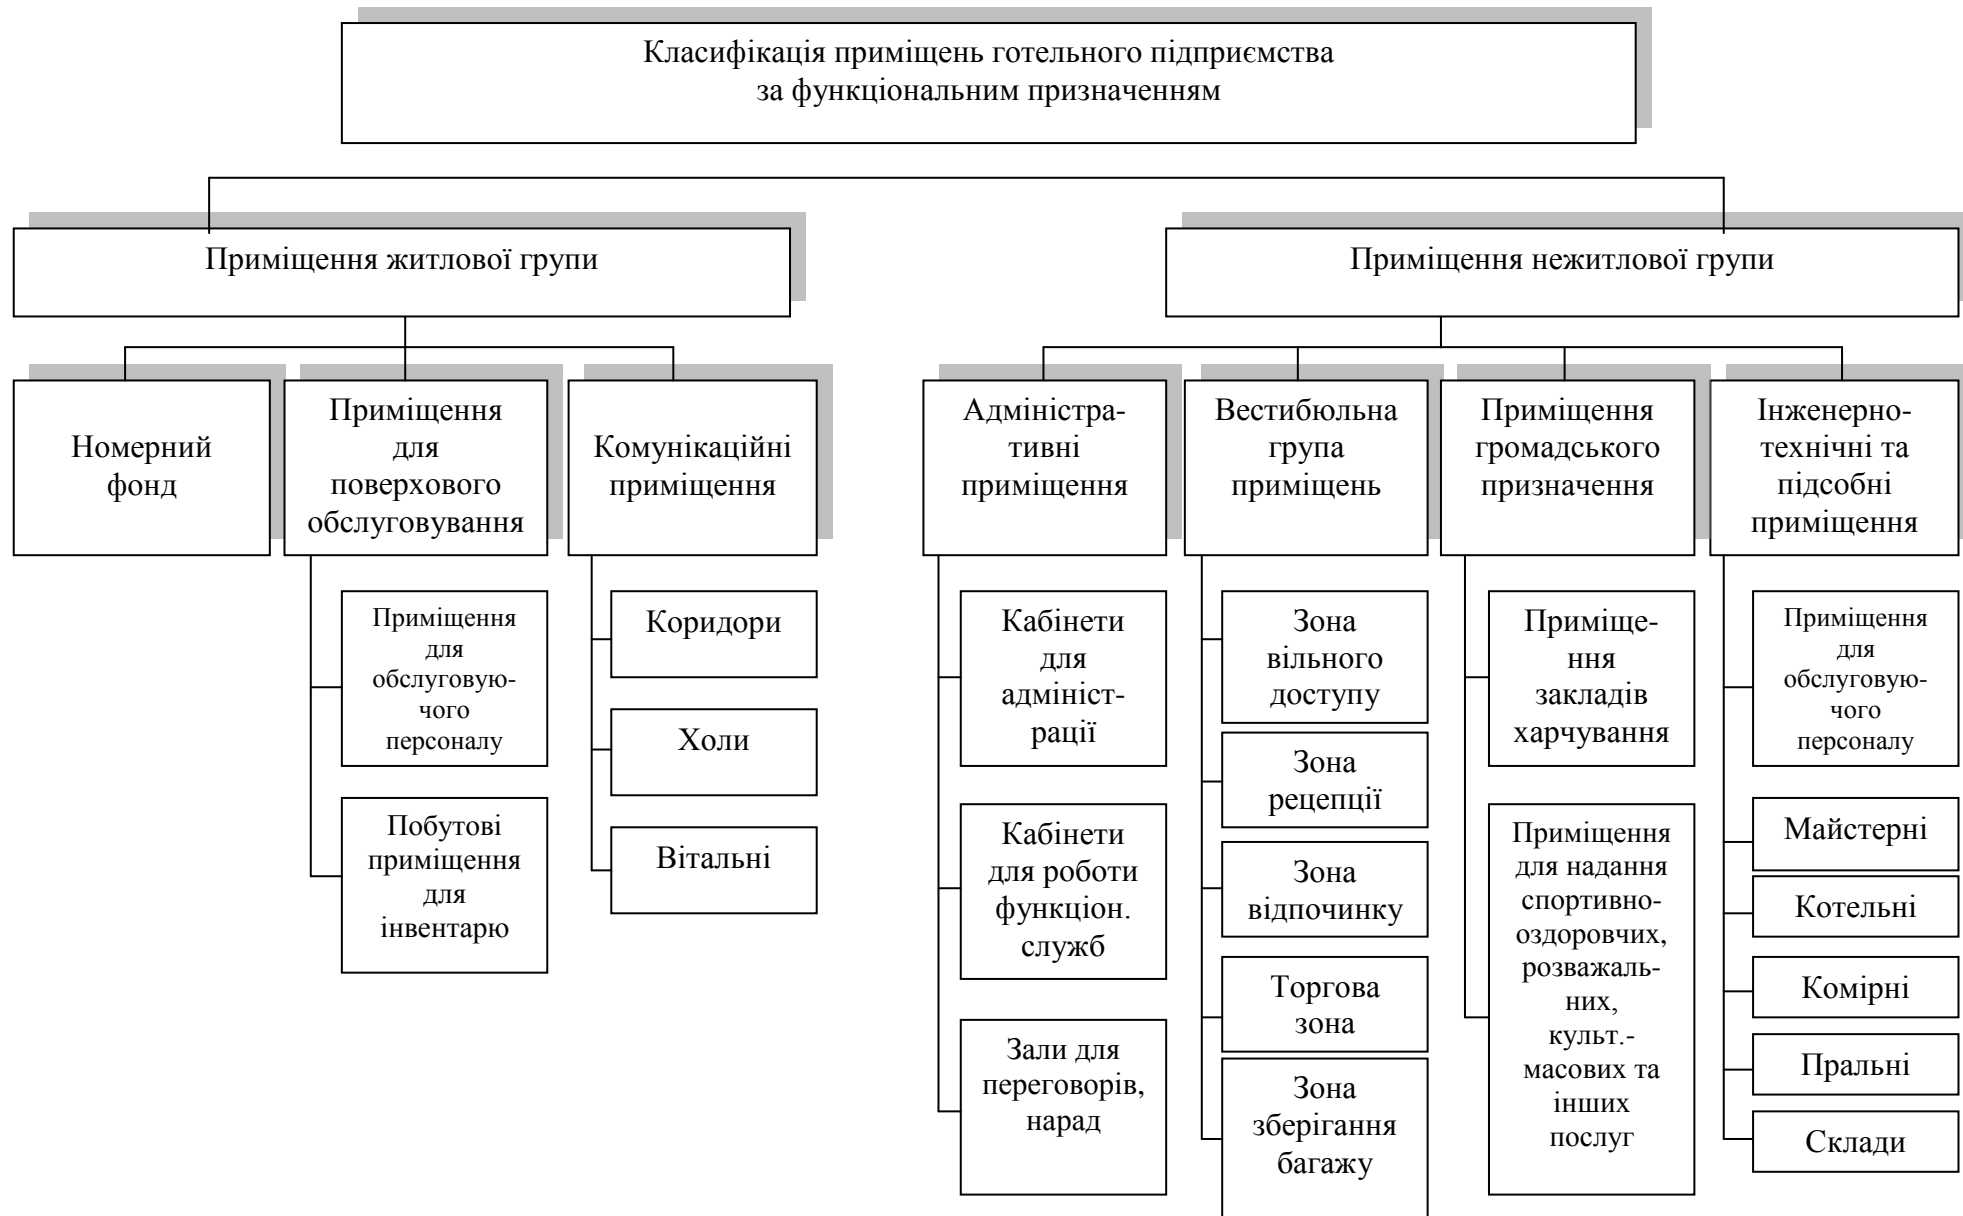 Класифікація приміщень готельного підприємства
за функціональним призначенням
Приміщення житлової групи
Приміщення нежитлової групи
Номерний
фонд
Приміщення
для
поверхового
обслуговування
Комунікаційні
приміщення
Адміністра-
тивні
приміщення
Вестибюльна
група
приміщень
Приміщення
громадського
призначення
Інженерно-
технічні та
підсобні
приміщення
Приміщення
для
обслуговую-
чого
персоналу
Побутові
приміщення
для
інвентарю
Коридори
Холи
Вітальні
Кабінети
для
адмініст-
рації
Кабінети
для роботи
функціон.
служб
Зали для
переговорів,
нарад
Зона
вільного
доступу
Зона
рецепції
Зона
відпочинку
Торгова
зона
Зона
зберігання
багажу
Приміще-
ння
закладів
харчування
Приміщення
для надання
спортивно-
оздоровчих,
розважаль-
них,
культ.-
масових та
інших
послуг
Приміщення
для
обслуговую-
чого
персоналу
Майстерні
Котельні
Комірні
Пральні
Склади